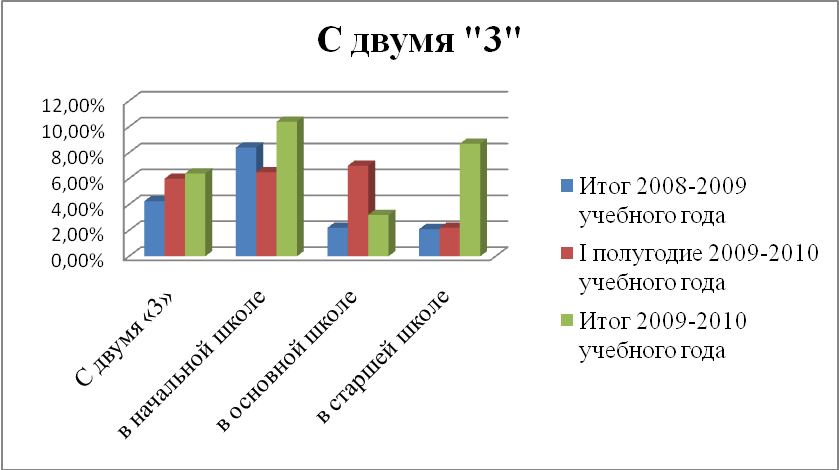 С двумя "3"
12,00%
10,00%
8,00%
6,00%
4,00%
2,00%
0,00%
С двумя «3»
в начальной школе
в основной школе
в старшей школе
Итог 2008-2009
учебного года
I полугодие 2009-2010
учебного года
Итог 2009-2010
учебного года